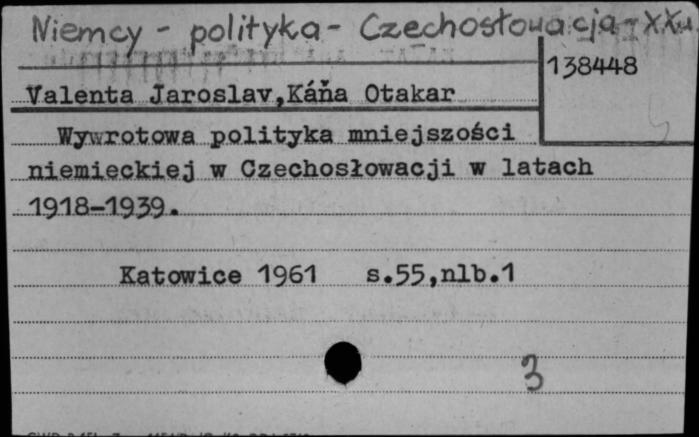 Niemcy - polityka - Czechosłowacja - XXw.
138448
Valenta Jaroslav,Káňa Otakar
Wywrotowa polityka mniejszości
niemieckiej w Czechosłowacji w latach
1918-1939.
Katowice 1961 s.55,nlb.1
3